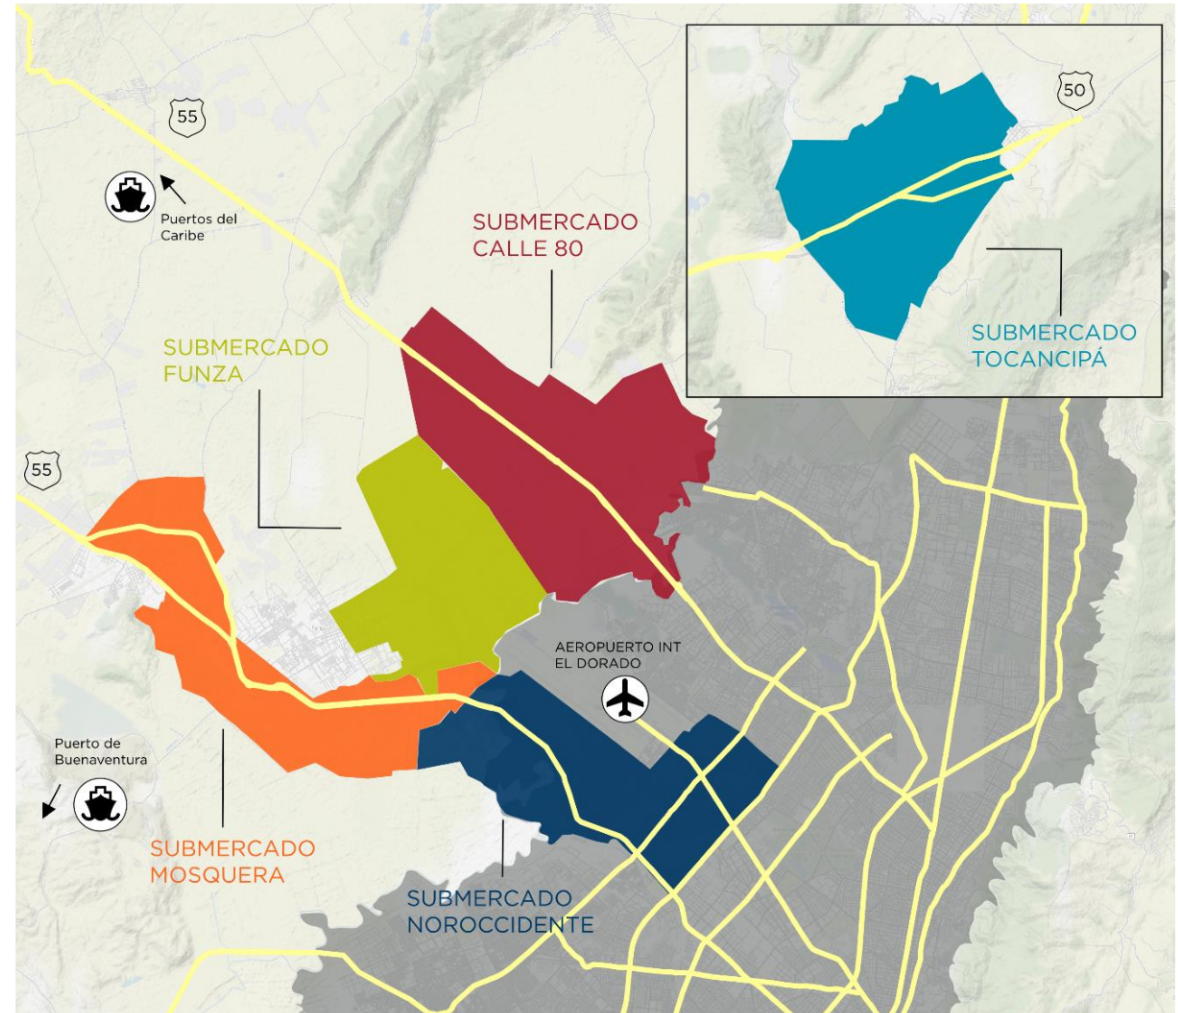 50
55
Puertos del
Caribe
SUBMERCADO
CALLE 80
SUBMERCADO
TOCANCIPÁ
SUBMERCADO
FUNZA
55
AEROPUERTO INT
EL DORADO
Puerto de
Buenaventura
SUBMERCADO
MOSQUERA
SUBMERCADO
NOROCCIDENTE